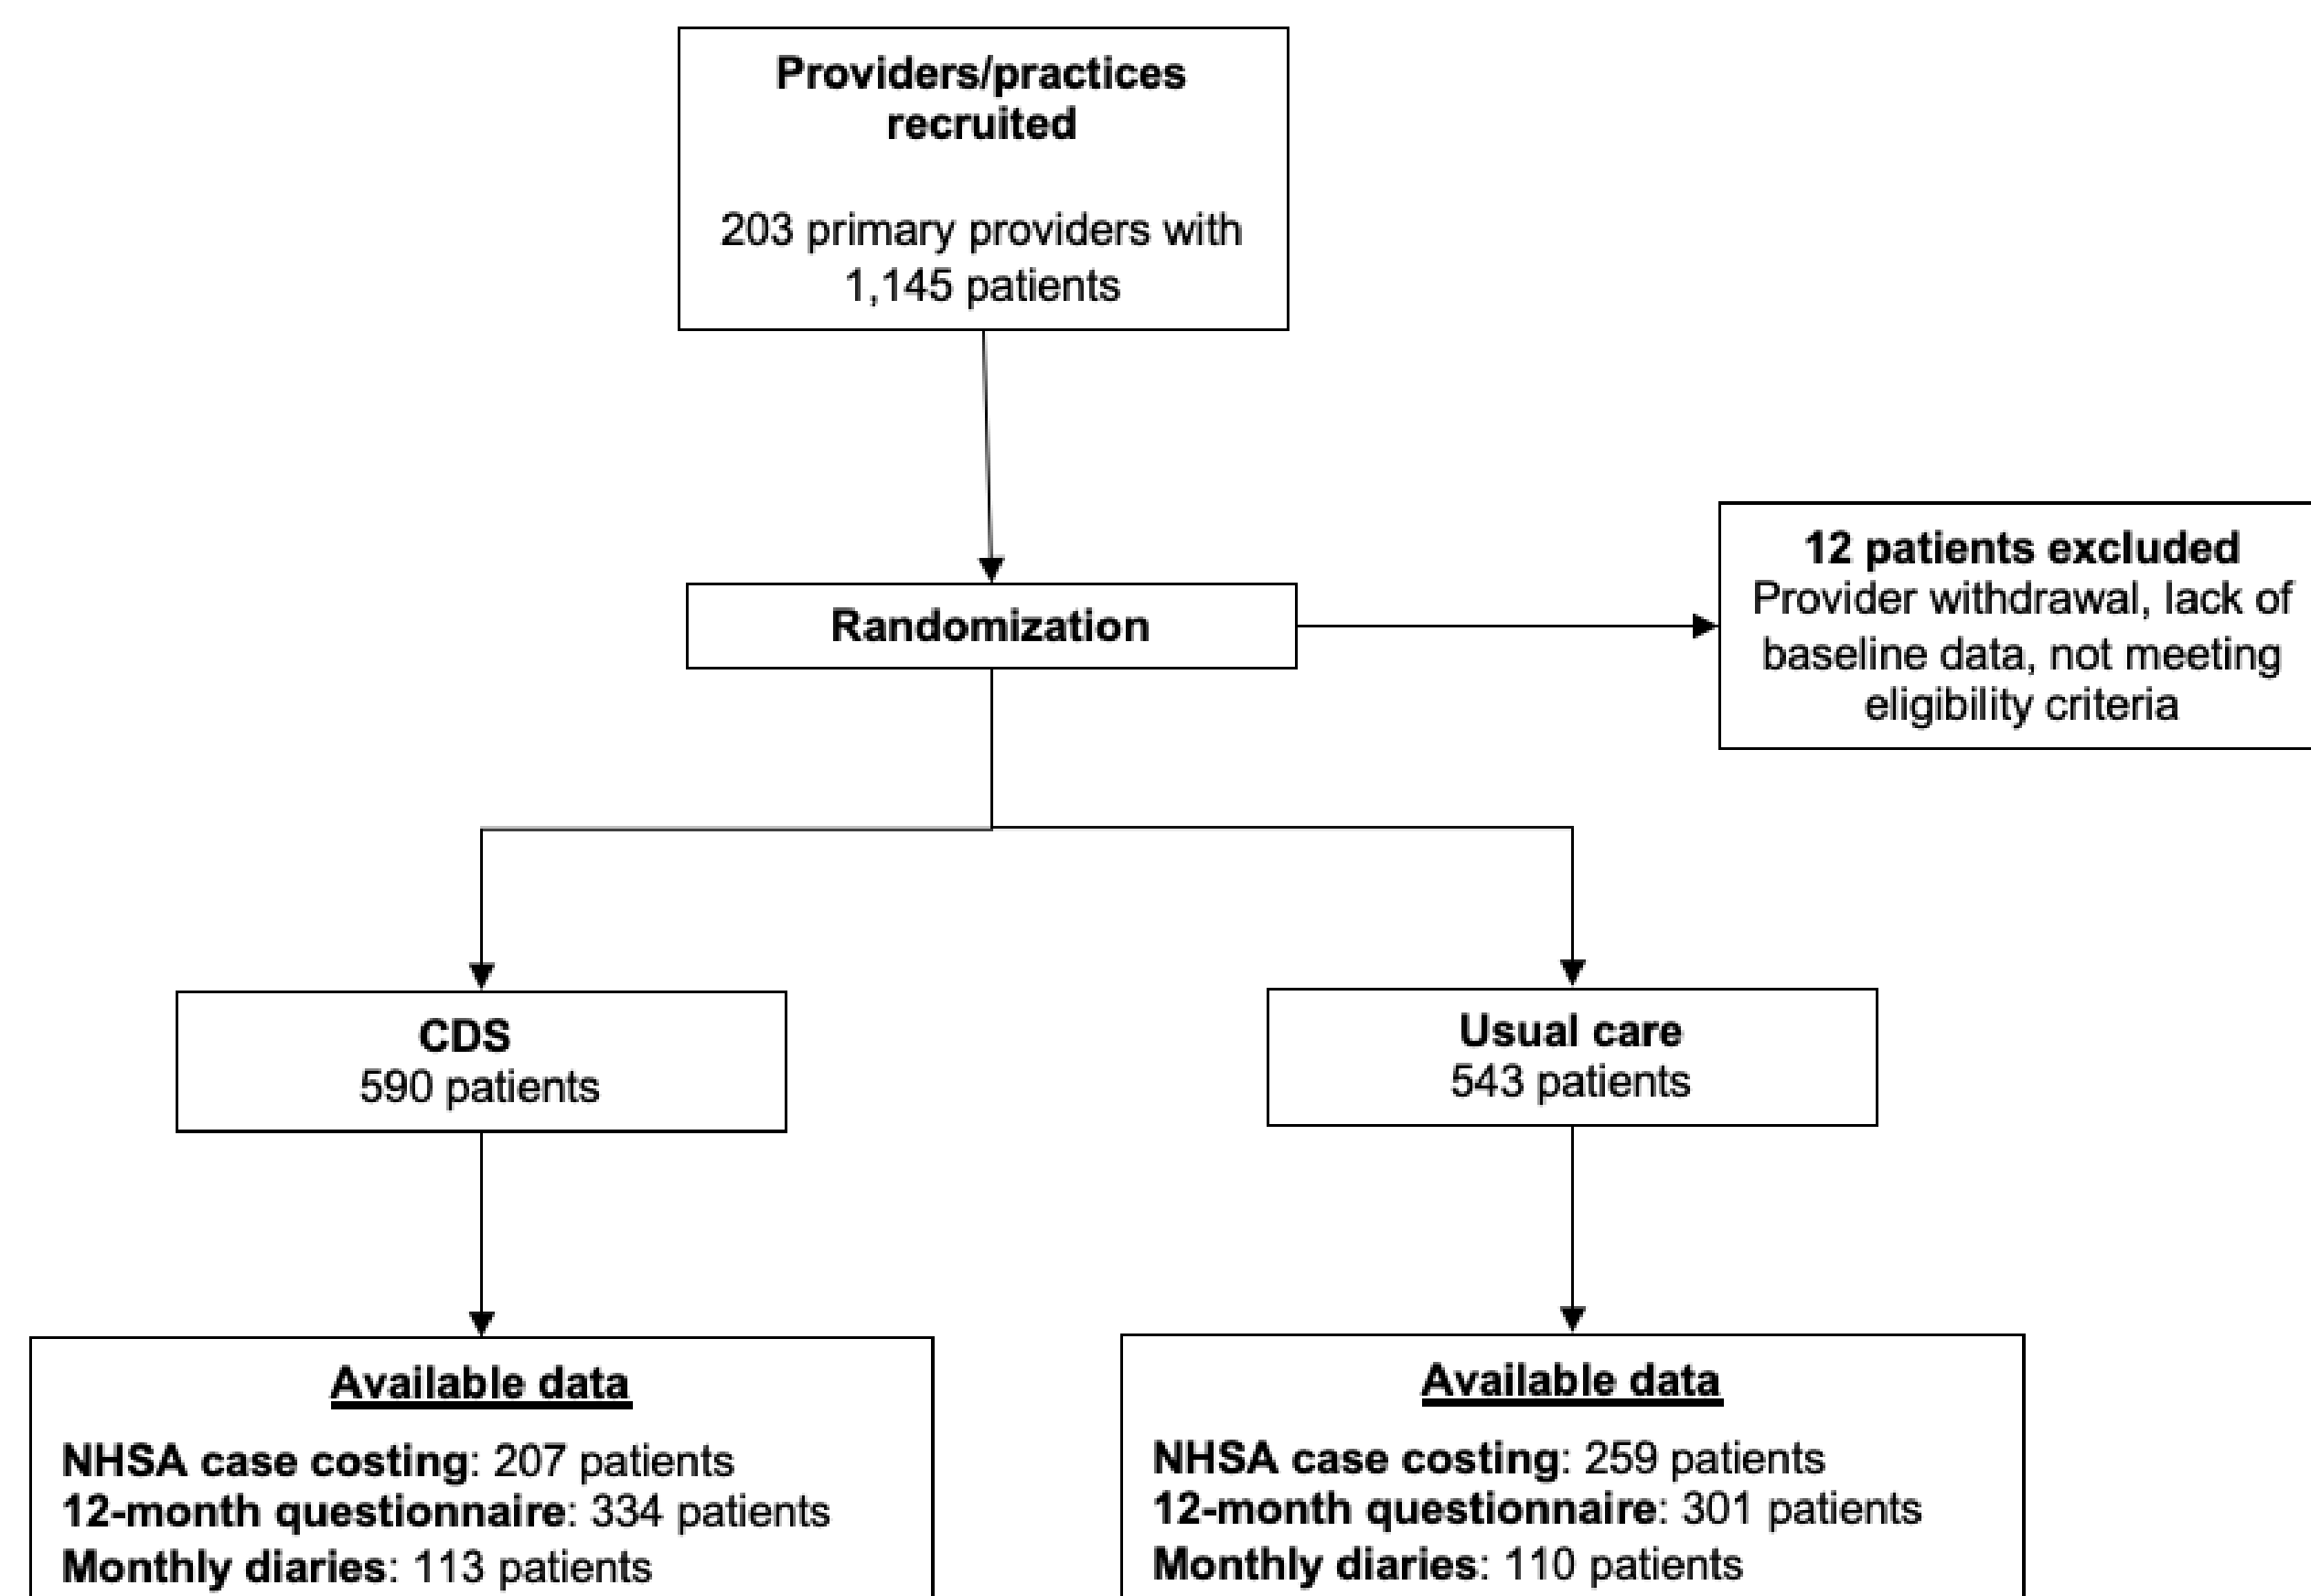 Providers/practices
recruited
203 primary providers with
1,145 patients
Randomization
12 patients excluded
Provider withdrawal, lack of
baseline data, not meeting
eligibility criteria
CDS
590 patients
Usual care
543 patients
Available data
NHSA case costing: 207 patients
12-month questionnaire: 334 patients
Monthly diaries: 113 patients
Available data
NHSA case costing: 259 patients
12-month questionnaire: 301 patients
Monthly diaries: 110 patients